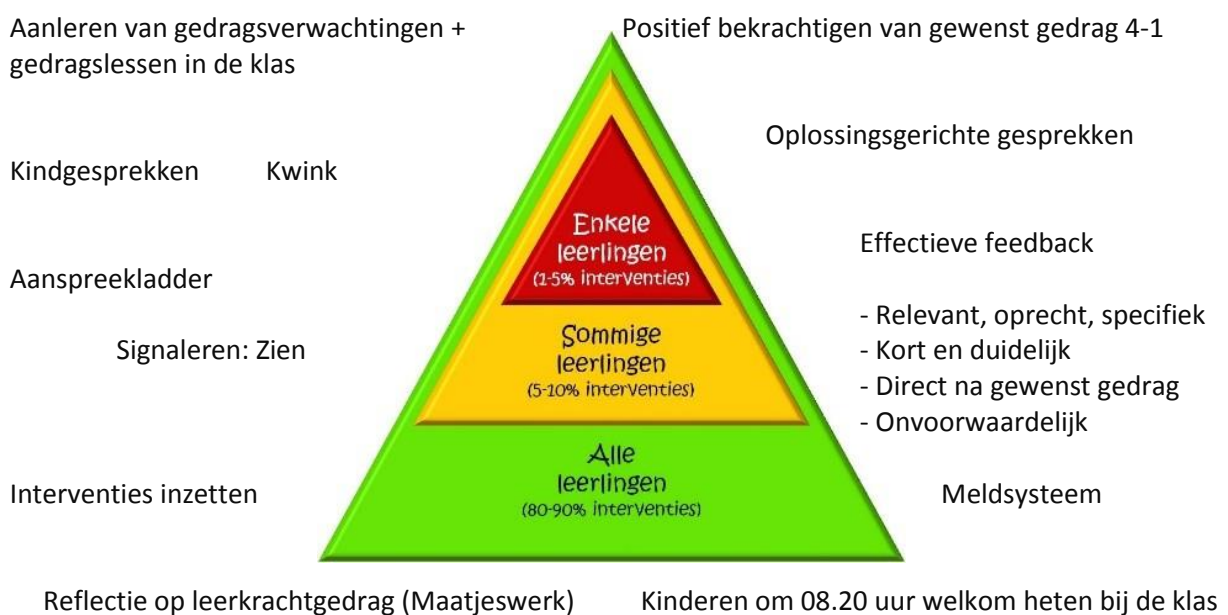 Aanleren van gedragsverwachtingen +
gedragslessen in de klas
Positief bekrachtigen van gewenst gedrag 4-1
Oplossingsgerichte gesprekken
Kindgesprekken Kwink
Enkele
leerlingen
(1-5% interventies)
Effectieve feedback
Aanspreekladder
- Relevant, oprecht, specifiek
- Kort en duidelijk
- Direct na gewenst gedrag
- Onvoorwaardelijk
Signaleren: Zien
Sommige
leerlingen
(5-10% interventies)
Alle
leerlingen
(80-90% interventies)
Interventies inzetten
Meldsysteem
Reflectie op leerkrachtgedrag (Maatjeswerk)
Kinderen om 08.20 uur welkom heten bij de klas